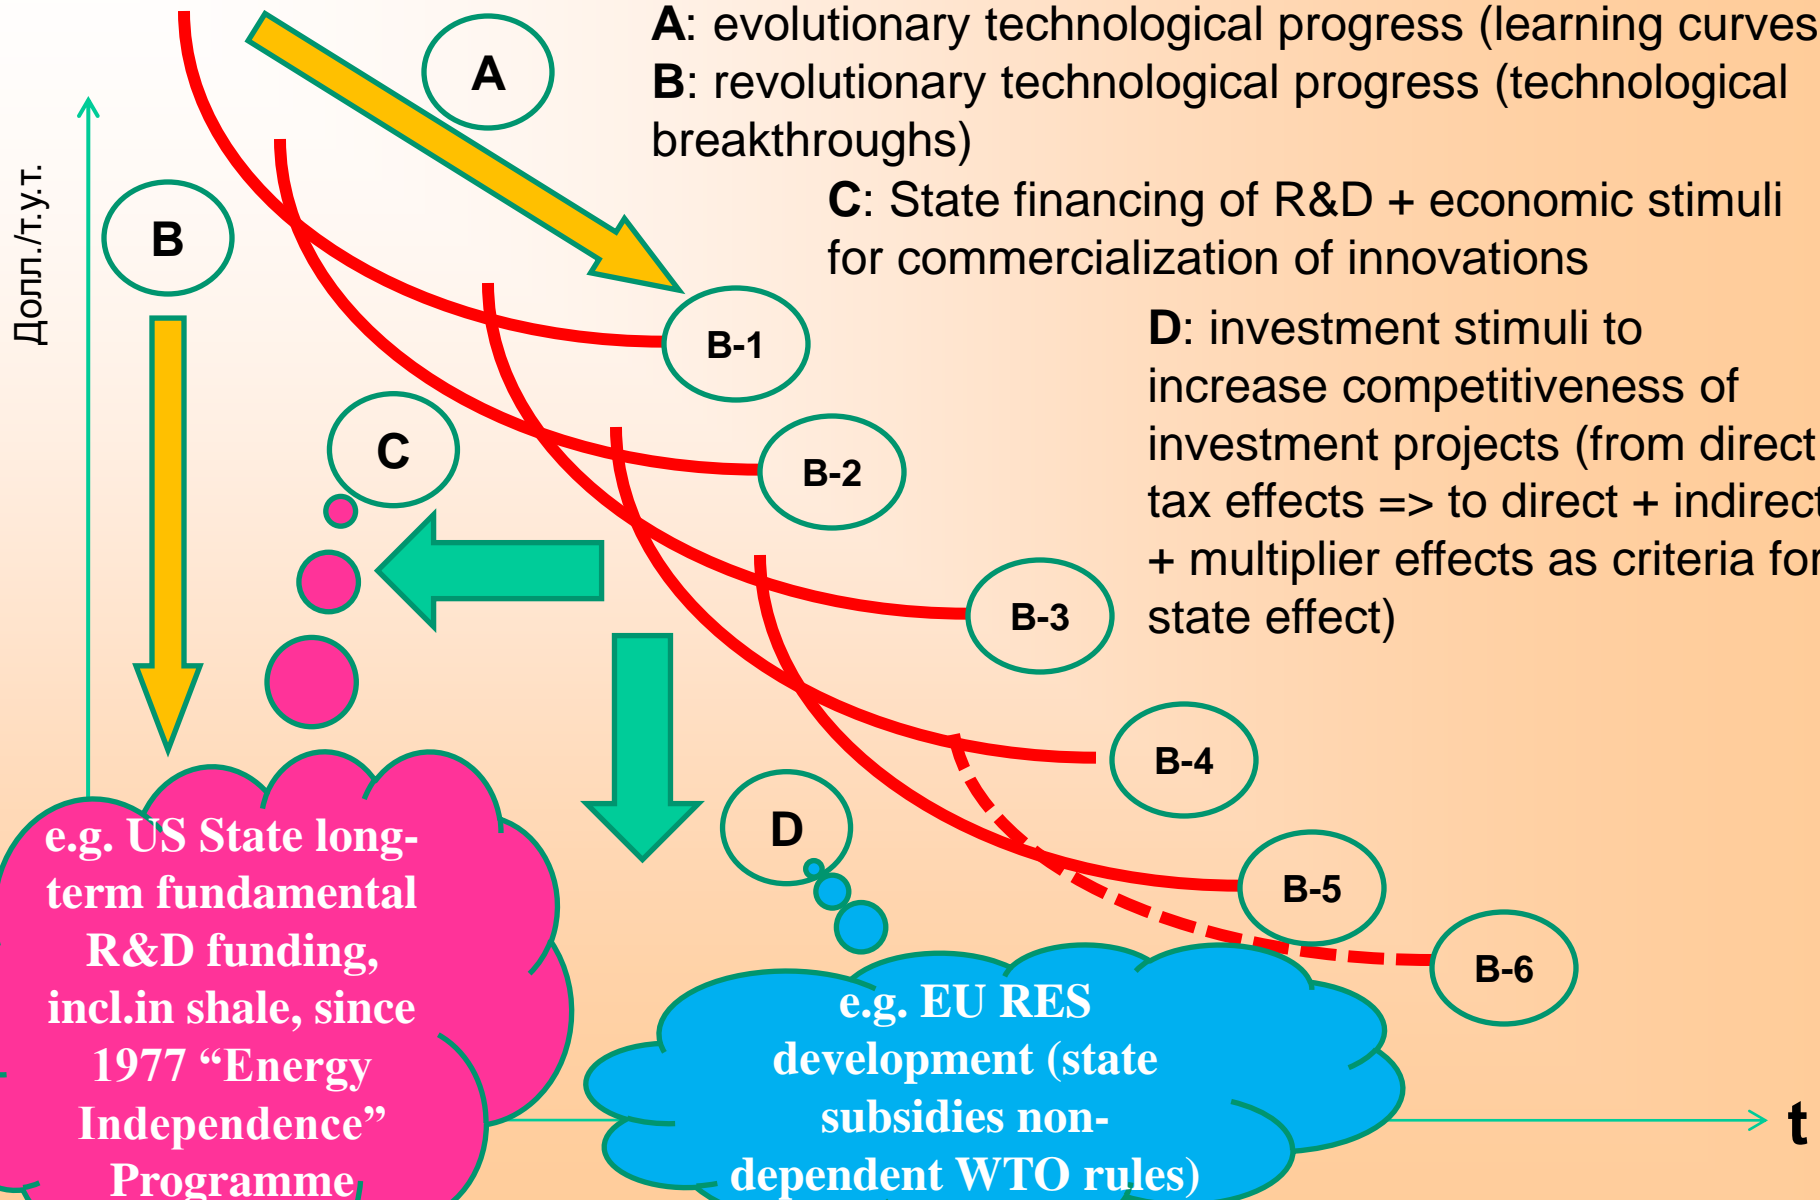 A: evolutionary technological progress (learning curves
B: revolutionary technological progress (technological
breakthroughs)
C: State financing of R&D + economic stimuli
for commercialization of innovations
D: investment stimuli to
increase competitiveness of
investment projects (from direct
tax effects => to direct + indirect
+ multiplier effects as criteria for
state effect)
Долл./т.у.т.
A
B
B-1
C
B-2
B-3
B-4
D
B-5
B-6
e.g. US State long-
term fundamental
R&D funding,
incl.in shale, since
1977 “Energy
Independence”
Programme
e.g. EU RES
development (state
subsidies non-
dependent WTO rules)
t